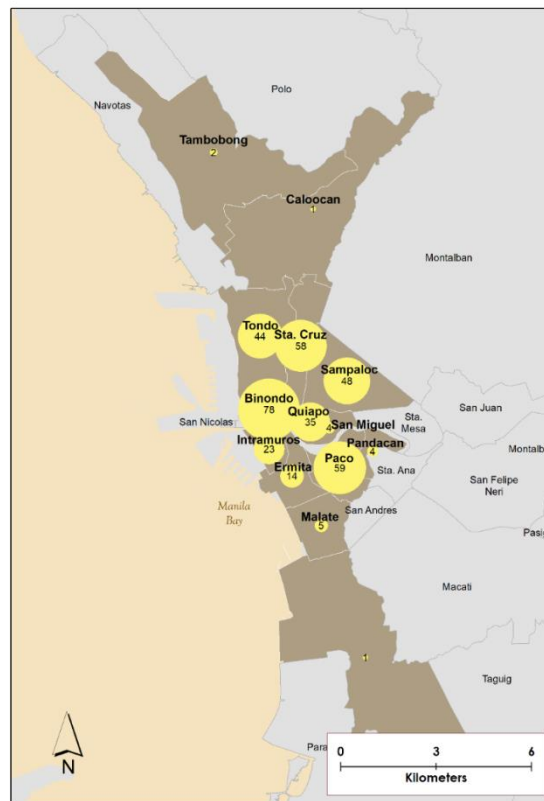 Polo
Navotas
Tambobong
2
Caloocan
1
Montalban
Tondo
44
Sta. Cruz
58
Sampaloc
48
Binondo
78
Quiapo
35
San Miguel
4
Sta.
Mesa
San Juan
San Nicolas
Intramuros
23
Pandacan
4
Montalb
Paco
59
Sta. Ana
Ermita
14
San Felipe
Neri
Manila
Bay
Malate
5
San Andres
Pasig
Macati
1
Taguig
Para
N
0 3 6
Kilometers